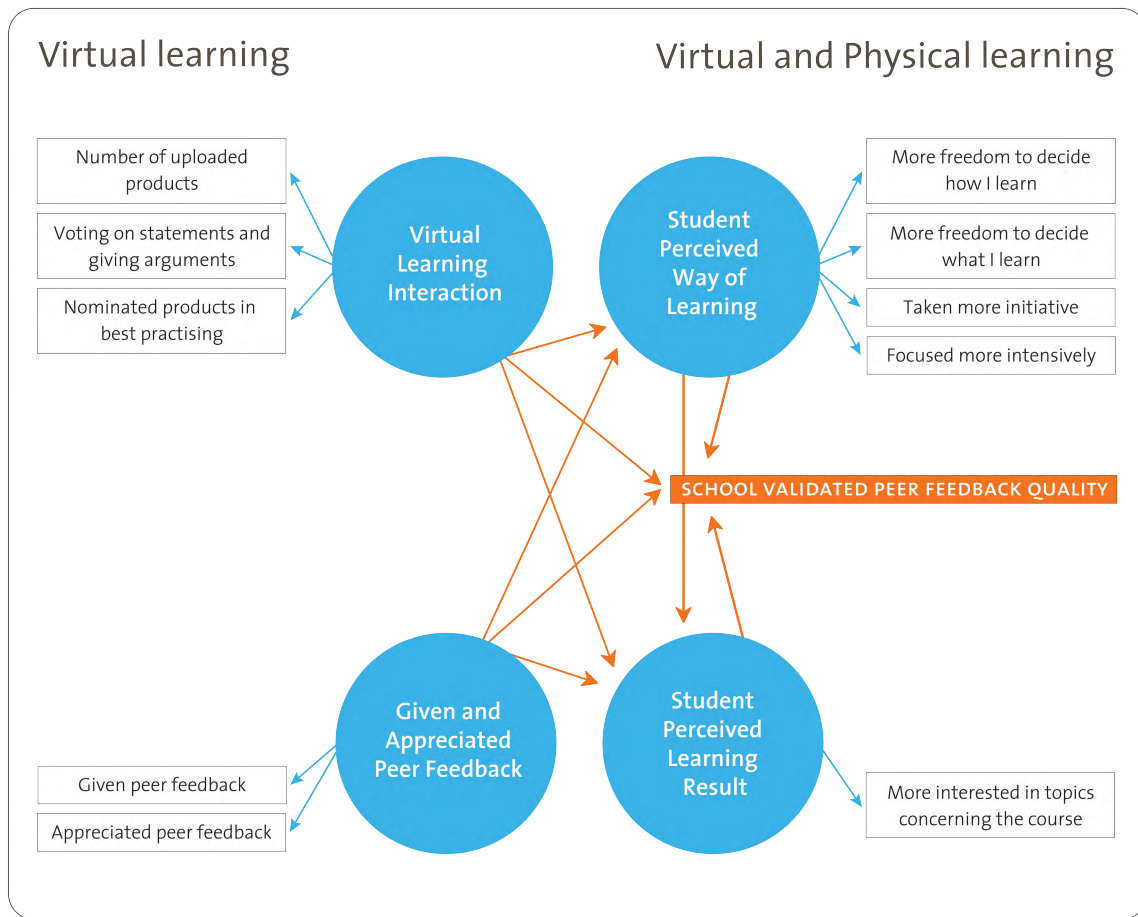 Virtual learning
Virtual and Physical learning
Number of uploaded
products
Voting on statements and
giving arguments
Nominated products in
best practising
Virtual
Learning
Interaction
Student
Perceived
Way of
Learning
More freedom to decide
how I learn
More freedom to decide
what I learn
Taken more initiative
Focused more intensively
SCHOOL VALIDATED PEER FEEDBACK QUALITY
Given and
Appreciated
Peer Feedback
Student
Perceived
Learning
Result
Given peer feedback
Appreciated peer feedback
More interested in topics
concerning the course